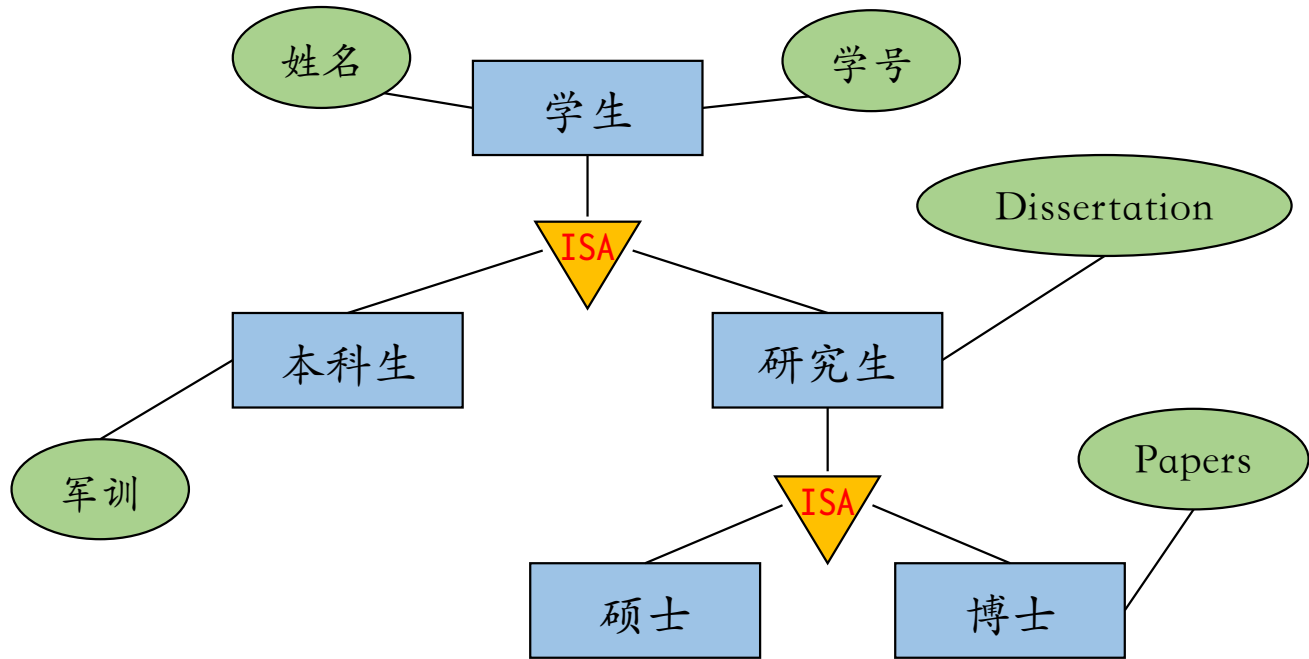 姓名
学号
学生
Dissertation
ISA
本科生
研究生
军训
Papers
ISA
硕士
博士